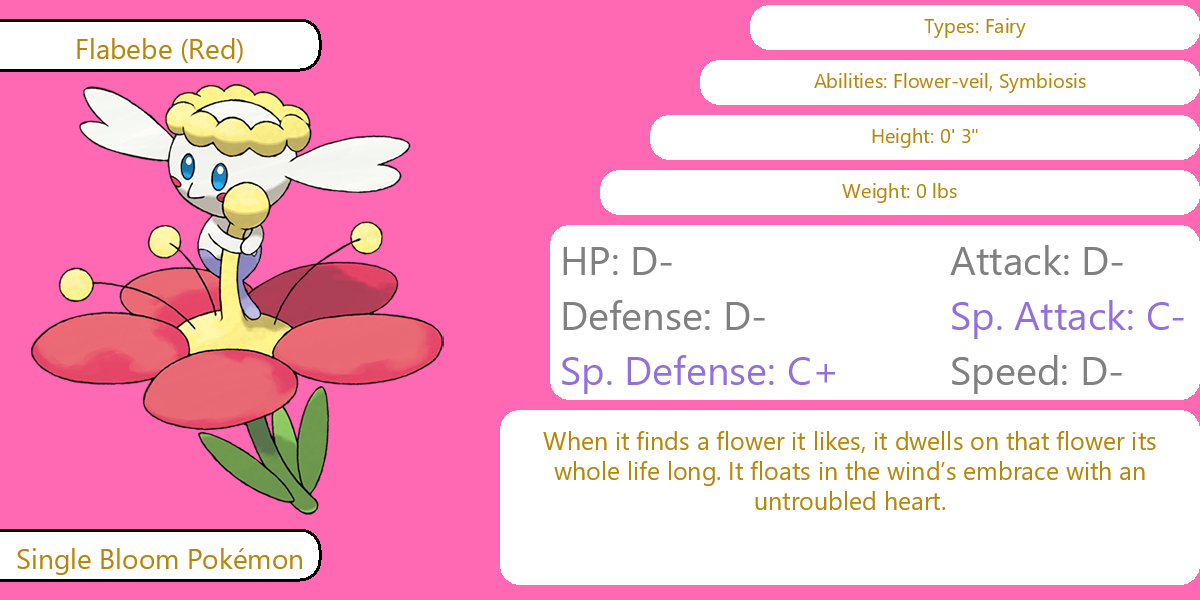 Flabebe (Red)
Types: Fairy
Abilities: Flower-veil, Symbiosis
Height: 0' 3"
Weight: 0 lbs
HP: D-
Attack: D-
Defense: D-
Sp. Attack: C-
Sp. Defense: C+
Speed: D-
When it finds a flower it likes, it dwells on that flower its
whole life long. It floats in the wind’s embrace with an
untroubled heart.
Single Bloom Pokémon